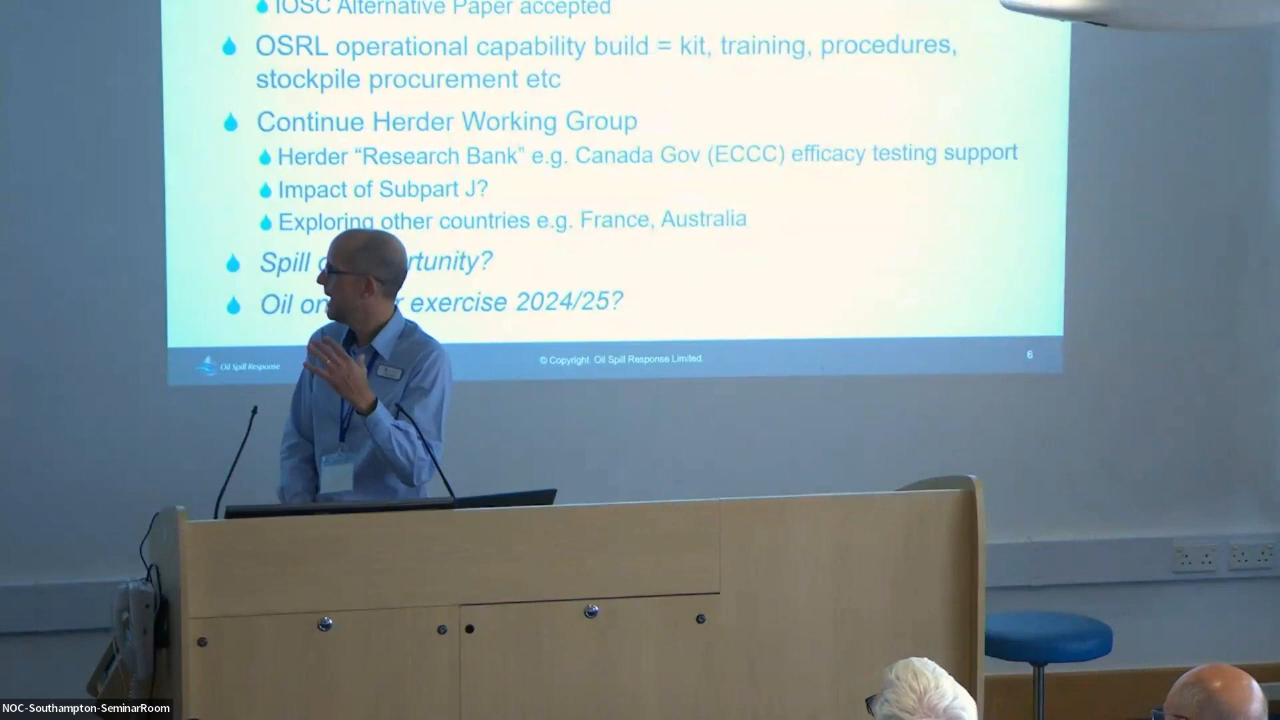 IOSC Alternative Paper accepted
OSRL operational capability build = kit, training, procedures,
stockpile procurement etc
Continue Herder Working Group
Herder “Research Bank” e.g. Canada Gov (ECCC) efficacy testing support
Impact of Subpart J?
Exploring other countries e.g. France, Australia
Spill rtunity?
Oil on exercise 2024/25?
Oil Spill Response
© Copyright. Oil Spill Response Limited.
6
NOC-Southampton-SeminarRoom